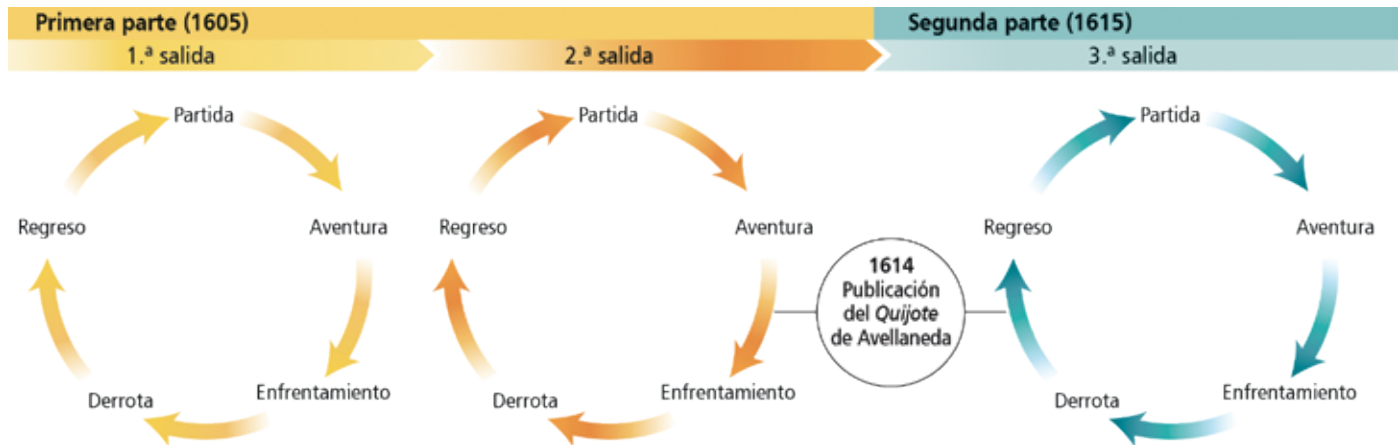 Primera parte (1605)
Segunda parte (1615)
1.ª salida
2.ª salida
3.ª salida
Partida
Aventura
Enfrentamiento
Derrota
Regreso
Partida
Aventura
Enfrentamiento
Derrota
Regreso
1614
Publicación
del Quijote
de Avellaneda
Partida
Aventura
Enfrentamiento
Derrota
Regreso